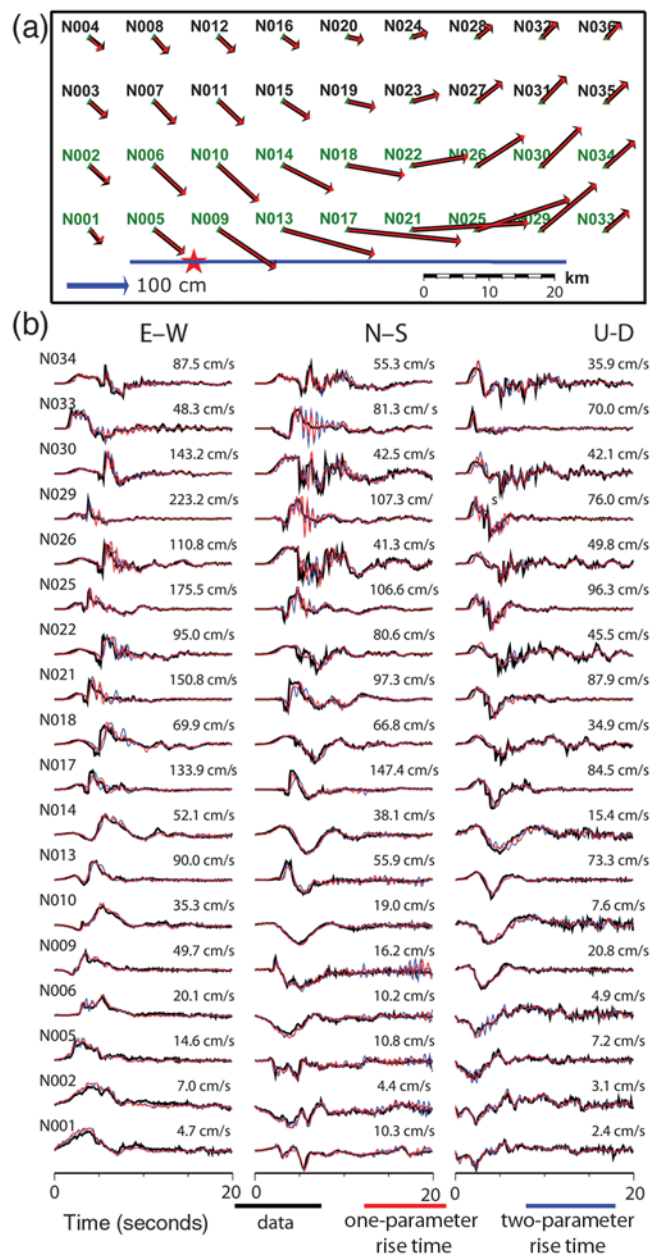 (a)
N004 N008 N012 N016 N020 N024 N028 N032 N036
N003 N007 N011 N015 N019 N023 N027 N031 N035
N002 N006 N010 N014 N018 N022 N026 N030 N034
N001 N005 N009 N013 N017 N021 N025 N029 N033
100 cm
km
0 10 20
(b)
E–W N–S U-D
N034 87.5 cm/s 55.3 cm/s 35.9 cm/s
N033 48.3 cm/s 81.3 cm/s 70.0 cm/s
N030 143.2 cm/s 42.5 cm/s 42.1 cm/s
N029 223.2 cm/s 107.3 cm/ 76.0 cm/s
s
N026 110.8 cm/s 41.3 cm/s 49.8 cm/s
N025 175.5 cm/s 106.6 cm/s 96.3 cm/s
N022 95.0 cm/s 80.6 cm/s 45.5 cm/s
N021 150.8 cm/s 97.3 cm/s 87.9 cm/s
N018 69.9 cm/s 66.8 cm/s 34.9 cm/s
N017 133.9 cm/s 147.4 cm/s 84.5 cm/s
N014 52.1 cm/s 38.1 cm/s 15.4 cm/s
N013 90.0 cm/s 55.9 cm/s 73.3 cm/s
N010 35.3 cm/s 19.0 cm/s 7.6 cm/s
N009 49.7 cm/s 16.2 cm/s 20.8 cm/s
N006 20.1 cm/s 10.2 cm/s 4.9 cm/s
N005 14.6 cm/s 10.8 cm/s 7.2 cm/s
N002 7.0 cm/s 4.4 cm/s 3.1 cm/s
N001 4.7 cm/s 10.3 cm/s 2.4 cm/s
0 20 0 20 0 20
Time (seconds) data one-parameter two-parameter
rise time rise time